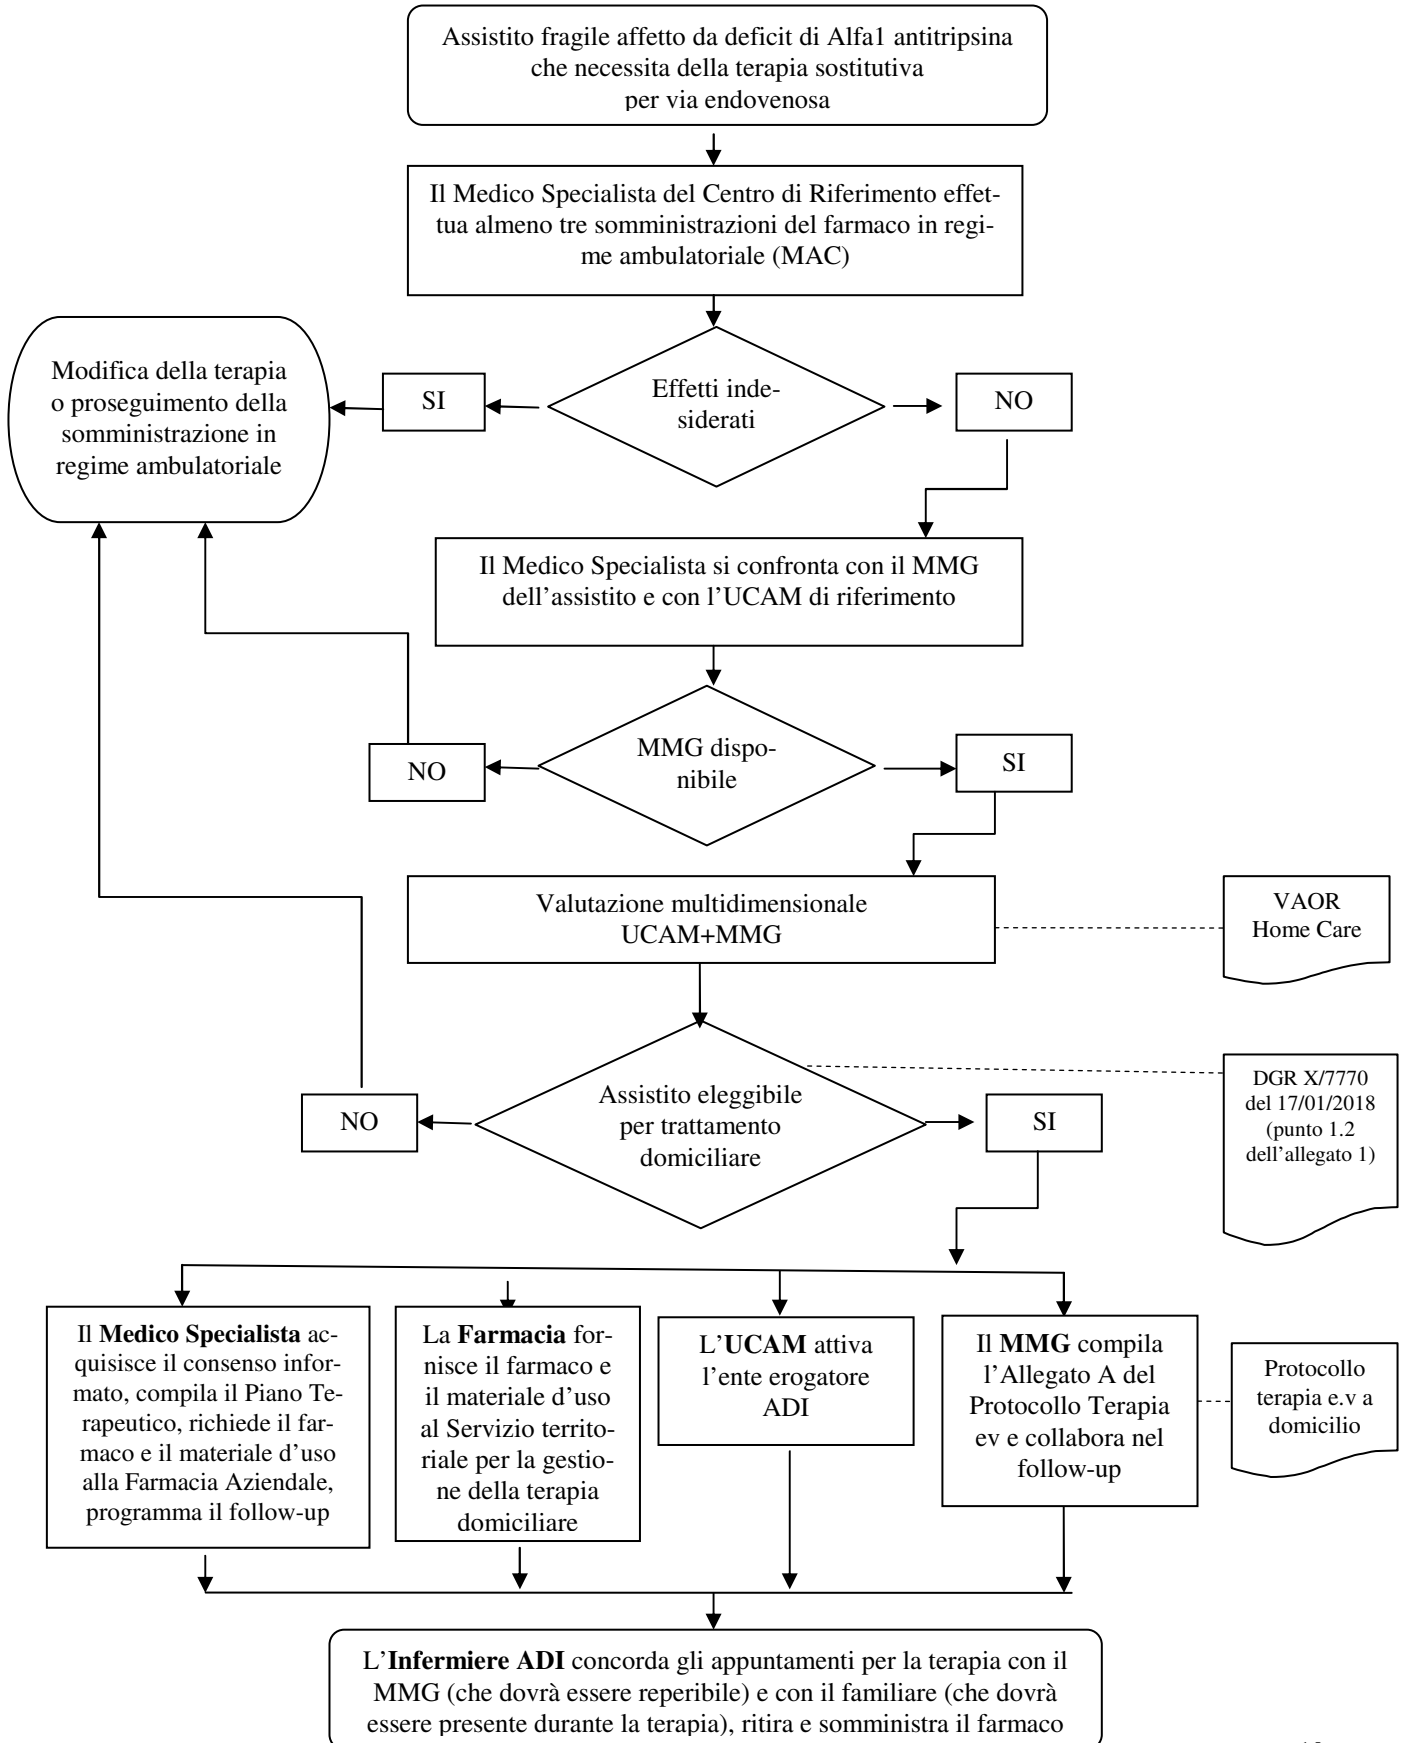 Assistito fragile affetto da deficit di Alfa1 antitripsina
che necessita della terapia sostitutiva
per via endovenosa
Il Medico Specialista del Centro di Riferimento effet-
tua almeno tre somministrazioni del farmaco in regi-
me ambulatoriale (MAC)
Modifica della terapia
o proseguimento della
somministrazione in
regime ambulatoriale
SI
Effetti inde-
siderati
NO
Il Medico Specialista si confronta con il MMG
dell’assistito e con l’UCAM di riferimento
NO
MMG dispo-
nibile
SI
Valutazione multidimensionale
UCAM+MMG
VAOR
Home Care
NO
Assistito eleggibile
per trattamento
domiciliare
SI
DGR X/7770
del 17/01/2018
(punto 1.2
dell’allegato 1)
Il Medico Specialista ac-
quisisce il consenso infor-
mato, compila il Piano Te-
rapeutico, richiede il far-
maco e il materiale d’uso
alla Farmacia Aziendale,
programma il follow-up
La Farmacia for-
nisce il farmaco e
il materiale d’uso
al Servizio territo-
riale per la gestio-
ne della terapia
domiciliare
L’UCAM attiva
l’ente erogatore
ADI
Il MMG compila
l’Allegato A del
Protocollo Terapia
ev e collabora nel
follow-up
Protocollo
terapia e.v a
domicilio
L’Infermiere ADI concorda gli appuntamenti per la terapia con il
MMG (che dovrà essere reperibile) e con il familiare (che dovrà
essere presente durante la terapia), ritira e somministra il farmaco